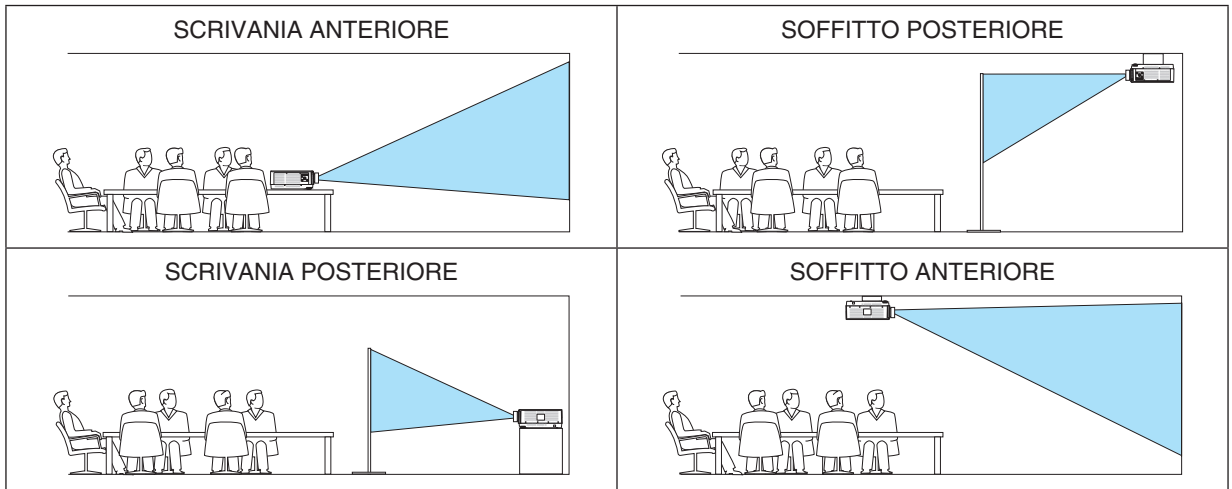 SCRIVANIA ANTERIORE
SOFFITTO POSTERIORE
SCRIVANIA POSTERIORE
SOFFITTO ANTERIORE